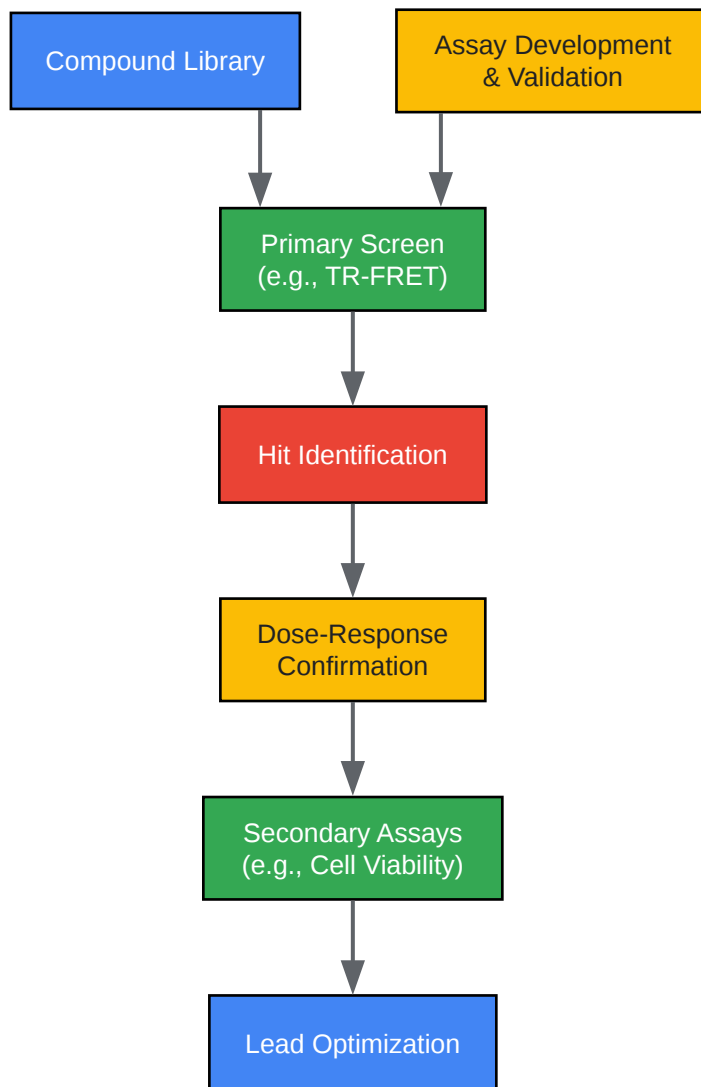 Compound Library
Assay Development
& Validation
Primary Screen
(e.g., TR-FRET)
Hit Identification
Dose-Response
Confirmation
Secondary Assays
(e.g., Cell Viability)
Lead Optimization